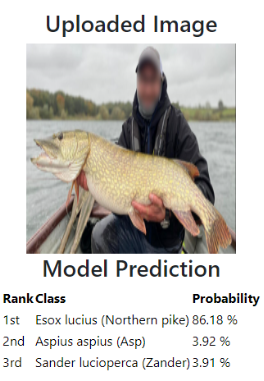 Uploaded Image
Model Prediction
Rank Class Probability
1st Esox lucius (Northern pike) 86.18 %
2nd Aspius aspius (Asp) 3.92 %
3rd Sander lucioperca (Zander) 3.91 %